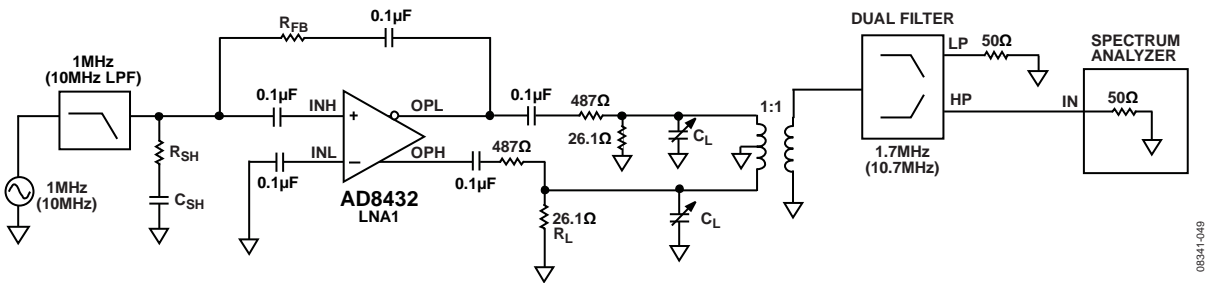 1MHz
(10MHz LPF)
1MHz
(10MHz)
RSH
CSH
RFB
0.1µF
0.1µF
0.1µF
INH
INL
+
–
OPL
OPH
AD8432
LNA1
0.1µF
0.1µF
487Ω
487Ω
26.1Ω
26.1Ω
RL
CL
CL
1:1
DUAL FILTER
LP
50Ω
HP
1.7MHz
(10.7MHz)
SPECTRUM
ANALYZER
IN
50Ω
08341-049